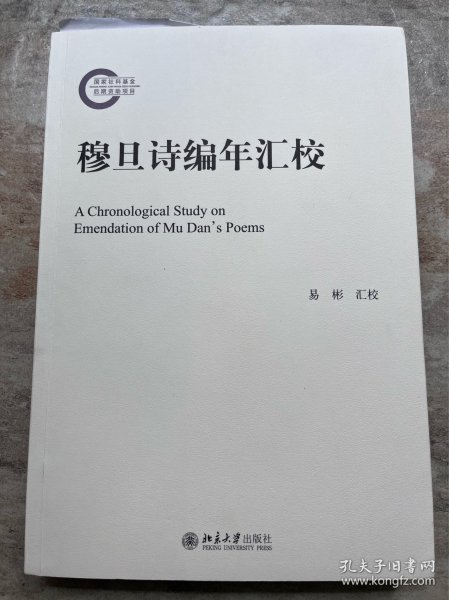 国家社科基金
后期资助项目
穆旦诗编年汇校
A Chronological Study on
Emendation of Mu Dan's Poems
易 彬 汇校
北京大学出版社
PEKING UNIVERSITY PRESS
孔夫子旧书网
www.kongfz.com